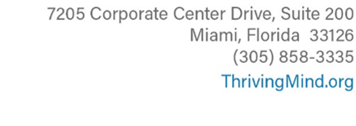 7205 Corporate Center Drive, Suite 200
Miami, Florida  33126
(305) 858-3335
ThrivingMind.org